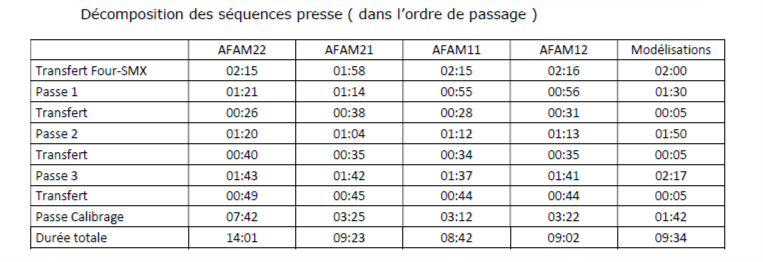 Décomposition des séquences presse ( dans l'ordre de passage )
AFAM22 AFAM21 AFAM11 AFAM12 Modélisations
Transfert Four-SMX 02:15 01:58 02:15 02:16 02:00
Passe 1 01:21 01:14 00:55 00:56 01:30
Transfert 00:26 00:38 00:28 00:31 00:05
Passe 2 01:20 01:04 01:12 01:13 01:50
Transfert 00:40 00:35 00:34 00:35 00:05
Passe 3 01:43 01:42 01:37 01:41 02:17
Transfert 00:49 00:45 00:44 00:44 00:05
Passe Calibrage 07:42 03:25 03:12 03:22 01:42
Durée totale 14:01 09:23 08:42 09:02 09:34